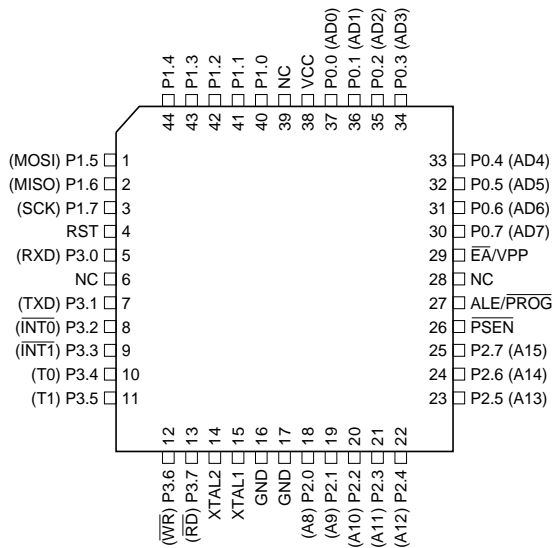 P1.4
P1.3
P1.2
P1.1
P1.0
NC
VCC
P0.0 (AD0)
P0.1 (AD1)
P0.2 (AD2)
P0.3 (AD3)
44
43
42
41
40
39
38
37
36
35
34
(MOSI) P1.5 1
(MISO) P1.6 2
(SCK) P1.7 3
RST 4
(RXD) P3.0 5
NC 6
(TXD) P3.1 7
(I̅N̅T̅0̅) P3.2 8
(I̅N̅T̅1̅) P3.3 9
(T0) P3.4 10
(T1) P3.5 11
33 P0.4 (AD4)
32 P0.5 (AD5)
31 P0.6 (AD6)
30 P0.7 (AD7)
29 E̅A̅/VPP
28 NC
27 ALE/P̅R̅O̅G̅
26 P̅S̅E̅N̅
25 P2.7 (A15)
24 P2.6 (A14)
23 P2.5 (A13)
12
13
14
15
16
17
18
19
20
21
22
(W̅R̅) P3.6
(R̅D̅) P3.7
XTAL2
XTAL1
GND
GND
(A8) P2.0
(A9) P2.1
(A10) P2.2
(A11) P2.3
(A12) P2.4